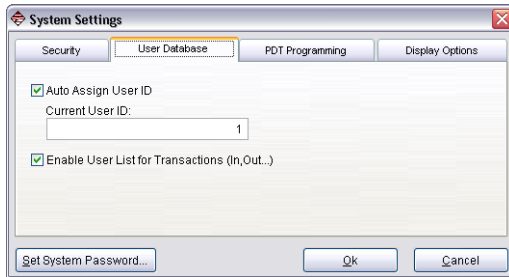 System Settings
Security User Database PDT Programming Display Options
Auto Assign User ID
Current User ID:
1
Enable User List for Transactions (In,Out...)
Set System Password... Ok Cancel